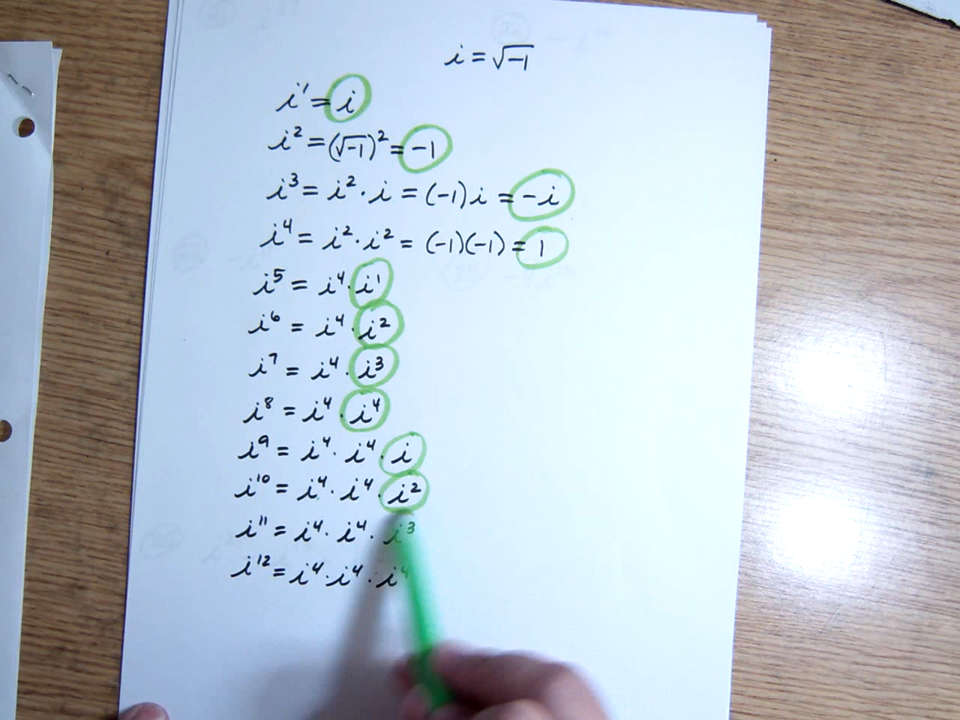 i = √-1
i¹ = i
i² = (√-1)² = -1
i³ = i² · i = (-1)i = -i
i⁴ = i² · i² = (-1)(-1) = 1
i⁵ = i⁴ · i¹
i⁶ = i⁴ · i²
i⁷ = i⁴ · i³
i⁸ = i⁴ · i⁴
i⁹ = i⁴ · i⁴ · i
i¹⁰ = i⁴ · i⁴ · i²
i¹¹ = i⁴ · i⁴ · i³
i¹² = i⁴ · i⁴ · i⁴